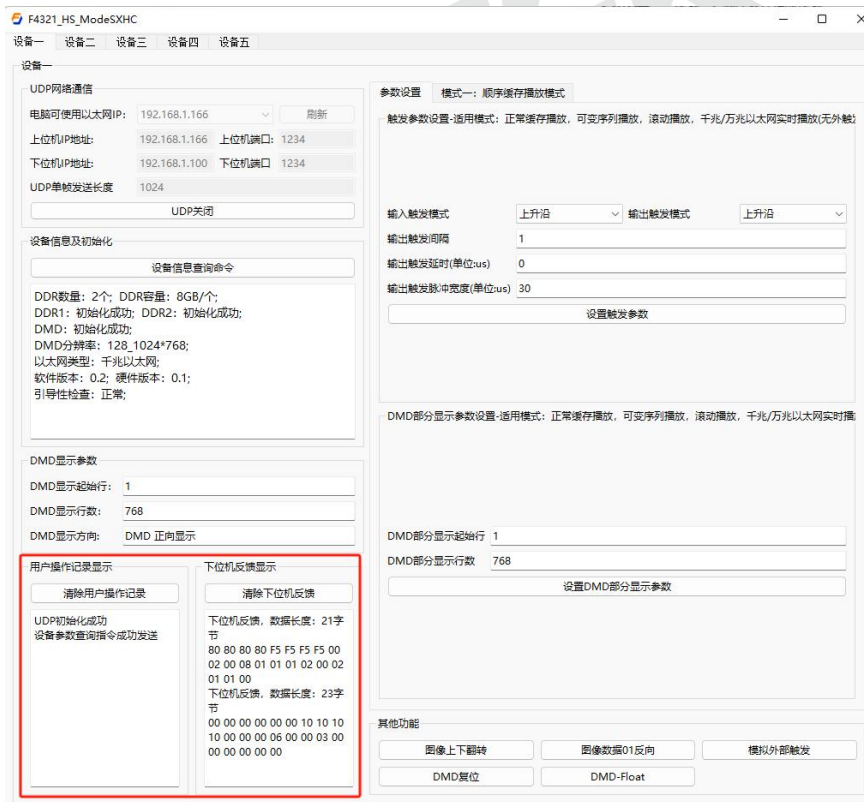 F4321_HS_ModeSXHC
设备一 设备二 设备三 设备四 设备五
设备一
UDP网络通信
电脑可使用以太网IP: 192.168.1.166 刷新
上位机IP地址: 192.168.1.166 上位机端口: 1234
下位机IP地址: 192.168.1.100 下位机端口 1234
UDP单帧发送长度 1024
UDP关闭
设备信息及初始化
设备信息查询命令
DDR数量: 2个; DDR容量: 8GB/个;
DDR1: 初始化成功; DDR2: 初始化成功;
DMD: 初始化成功;
DMD分辨率: 128_1024*768;
以太网类型: 千兆以太网;
软件版本: 0.2; 硬件版本: 0.1;
引导性检查: 正常;
DMD显示参数
DMD显示起始行: 1
DMD显示行数: 768
DMD显示方向: DMD 正向显示
用户操作记录显示
清除用户操作记录
UDP初始化成功
设备参数查询指令成功发送
下位机反馈显示
清除下位机反馈
下位机反馈, 数据长度: 21字
节
80 80 80 80 F5 F5 F5 F5 00
02 00 08 01 01 01 02 00 02
01 01 00
下位机反馈, 数据长度: 23字
节
00 00 00 00 00 00 10 10 10
10 00 00 00 06 00 00 03 00
00 00 00 00 00
参数设置 模式一: 顺序缓存播放模式
触发参数设置-适用模式: 正常缓存播放, 可变序列播放, 滚动播放, 千兆/万兆以太网实时播放(无外触
输入触发模式 上升沿 输出触发模式 上升沿
输出触发间隔 1
输出触发延时(单位:us) 0
输出触发脉冲宽度(单位:us) 30
设置触发参数
DMD部分显示参数设置-适用模式: 正常缓存播放, 可变序列播放, 滚动播放, 千兆/万兆以太网实时播
DMD部分显示起始行 1
DMD部分显示行数 768
设置DMD部分显示参数
其他功能
图像上下翻转 图像数据01反向 模拟外部触发
DMD复位 DMD-Float